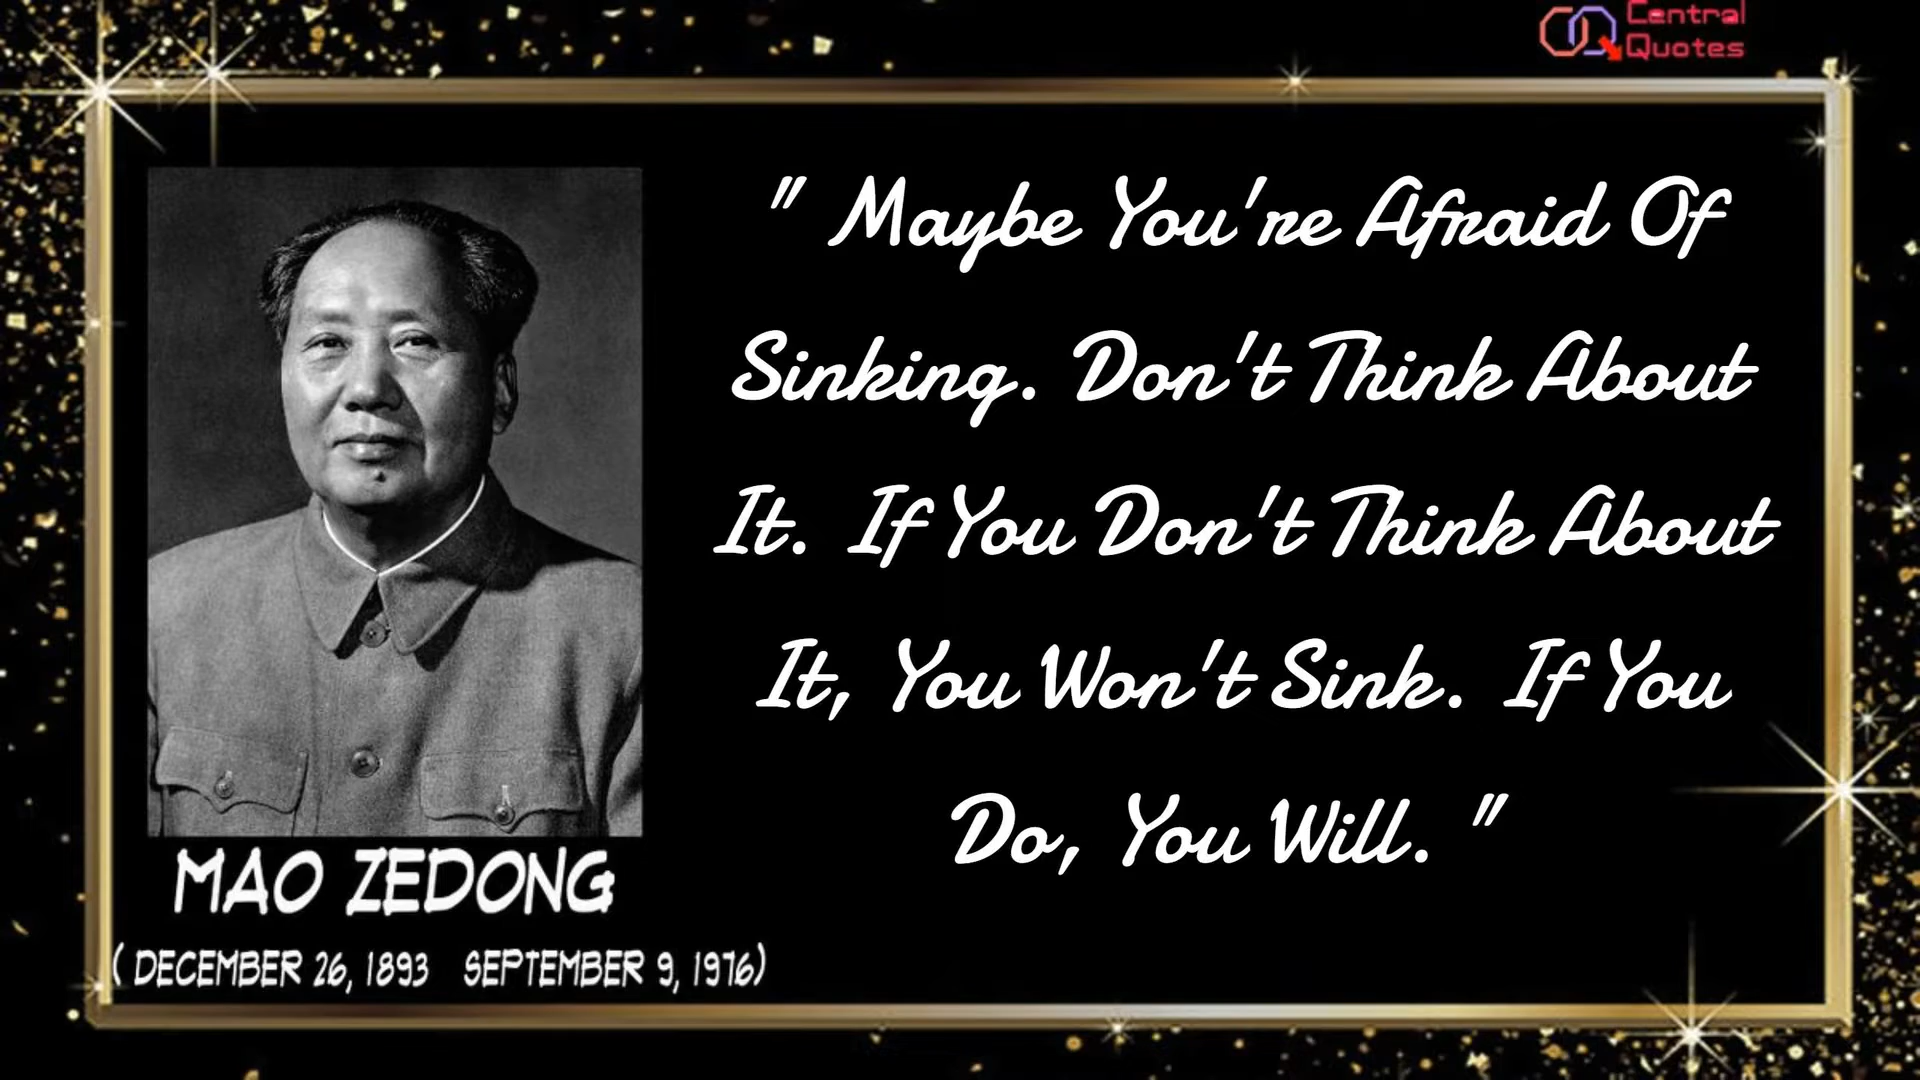 Central
Quotes
" Maybe You're Afraid Of
Sinking. Don't Think About
It. If You Don't Think About
It, You Won't Sink. If You
Do, You Will. "
MAO ZEDONG
( DECEMBER 26, 1893 SEPTEMBER 9, 1976)